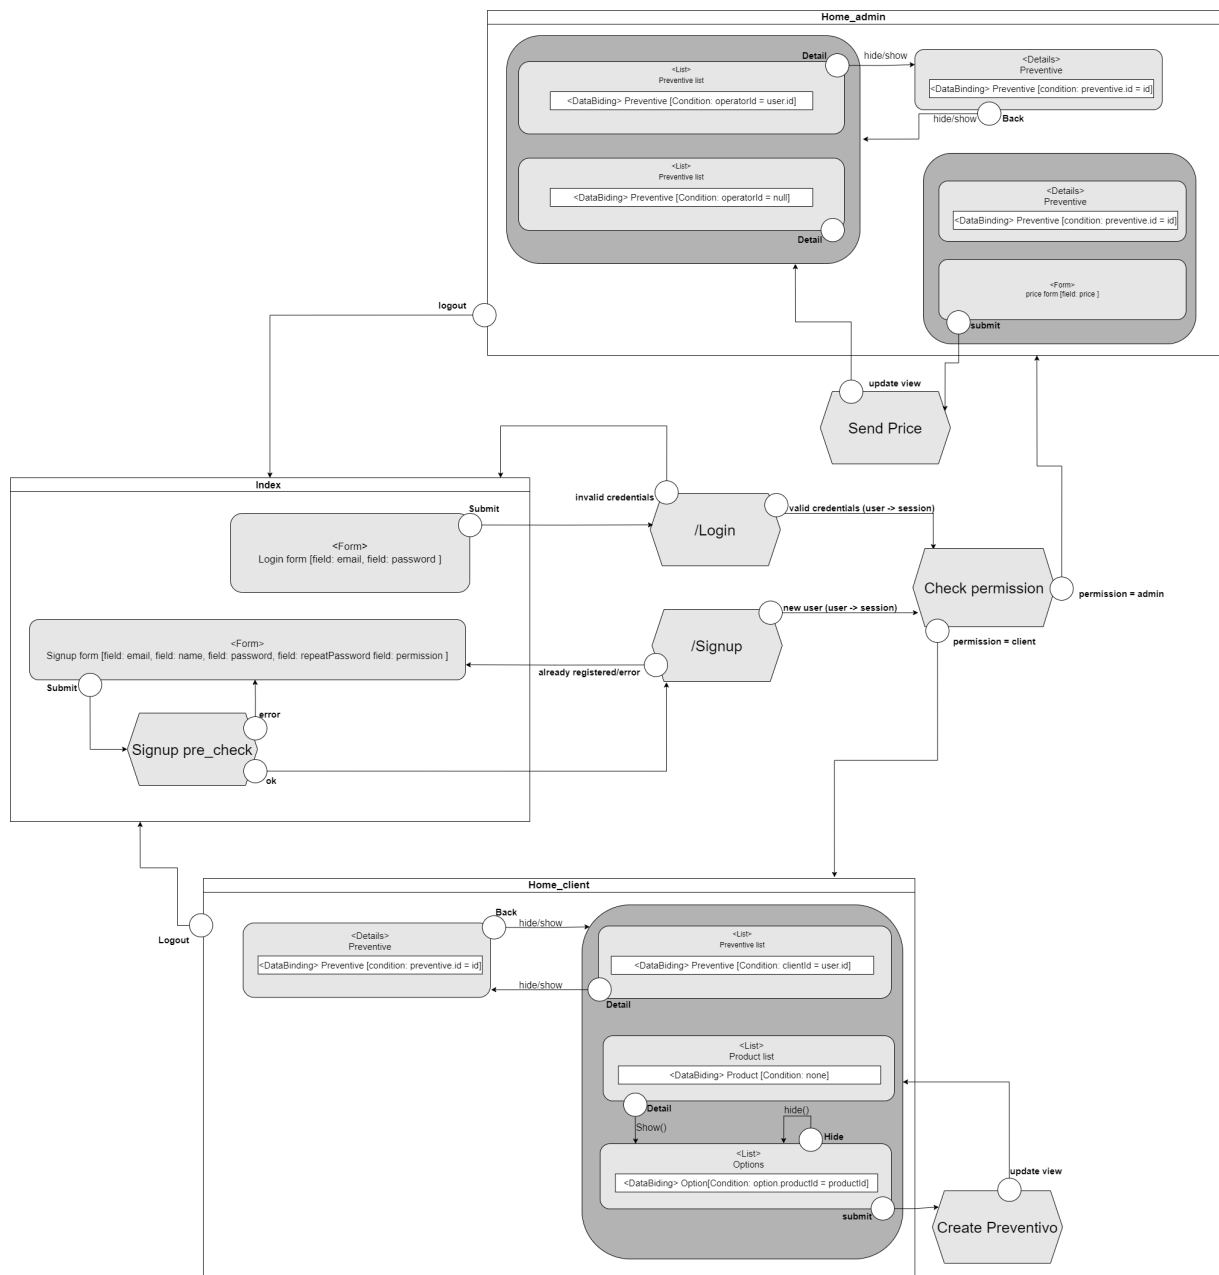 Home_admin
Detail
hide/show
<List>
Preventive list
<DataBiding> Preventive [Condition: operatorId = user.id]
<Details>
Preventive
<DataBinding> Preventive [condition: preventive.id = id]
hide/show
Back
<List>
Preventive list
<DataBiding> Preventive [Condition: operatorId = null]
Detail
<Details>
Preventive
<DataBinding> Preventive [condition: preventive.id = id]
<Form>
price form [field: price ]
submit
logout
update view
Send Price
Index
invalid credentials
/Login
valid credentials (user -> session)
Submit
<Form>
Login form [field: email, field: password ]
Check permission
permission = admin
permission = client
new user (user -> session)
/Signup
already registered/error
<Form>
Signup form [field: email, field: name, field: password, field: repeatPassword field: permission ]
Submit
error
Signup pre_check
ok
Home_client
Logout
Back
hide/show
<Details>
Preventive
<DataBinding> Preventive [condition: preventive.id = id]
<List>
Preventive list
<DataBiding> Preventive [Condition: clientId = user.id]
hide/show
Detail
<List>
Product list
<DataBiding> Product [Condition: none]
Detail
hide()
Show()
Hide
<List>
Options
<DataBiding> Option[Condition: option.productId = productId]
submit
update view
Create Preventivo